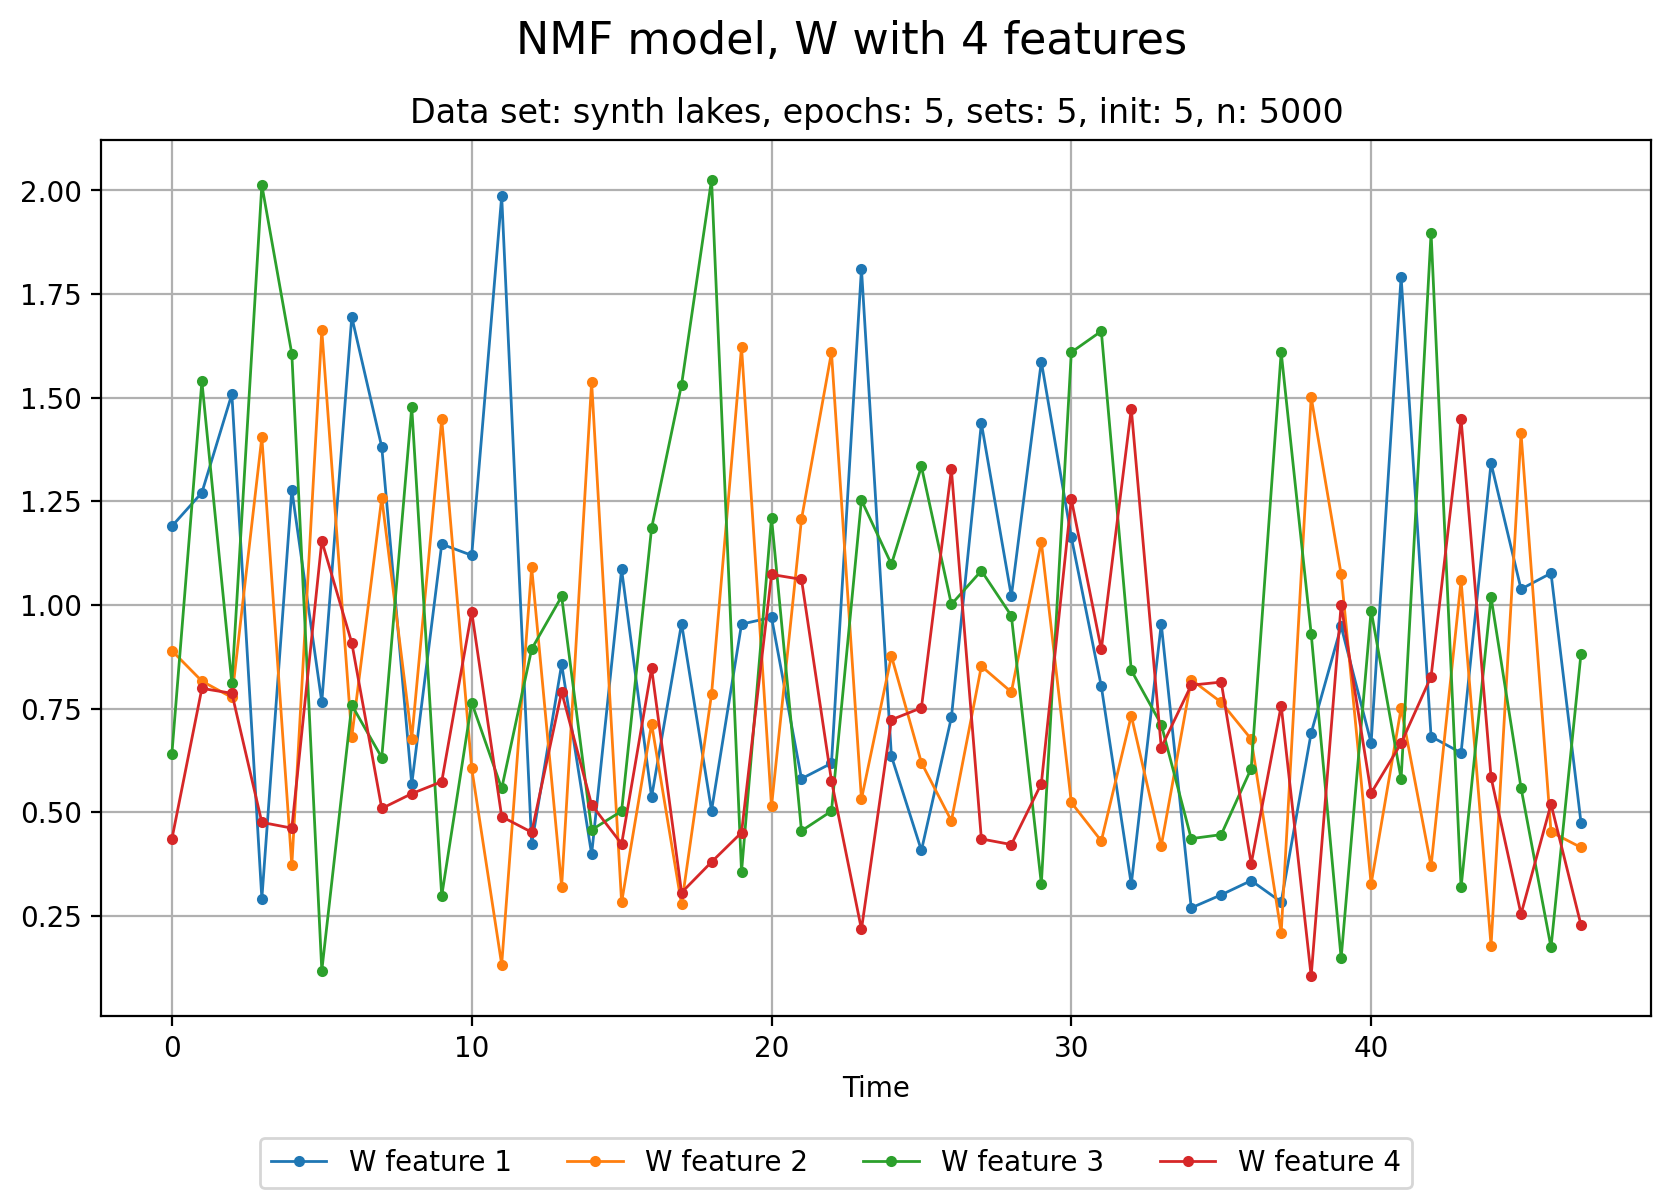 NMF model, W with 4 features
Data set: synth lakes, epochs: 5, sets: 5, init: 5, n: 5000
2.00
1.75
1.50
1.25
1.00
0.75
0.50
0.25
0 10 20 30 40
Time
W feature 1 W feature 2 W feature 3 W feature 4